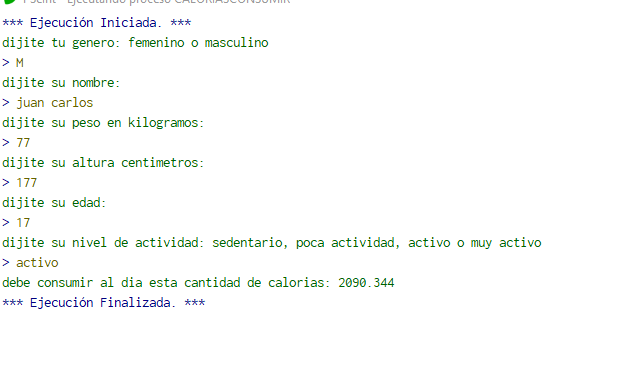 PSeInt - Ejecutando proceso CALORIASCONSUMIR
*** Ejecución Iniciada. ***
dijite tu genero: femenino o masculino
> M
dijite su nombre:
> juan carlos
dijite su peso en kilogramos:
> 77
dijite su altura centimetros:
> 177
dijite su edad:
> 17
dijite su nivel de actividad: sedentario, poca actividad, activo o muy activo
> activo
debe consumir al dia esta cantidad de calorias: 2090.344
*** Ejecución Finalizada. ***